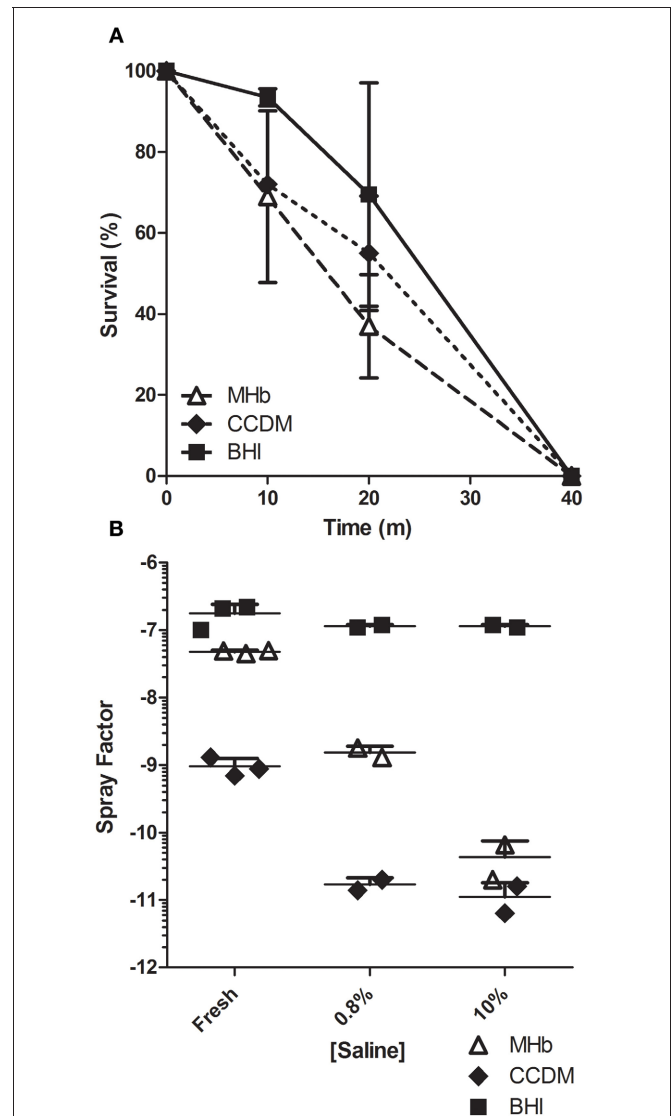 A
100
80
60
40
20
0
Survival (%)
MHb
CCDM
BHI
0 10 20 30 40
Time (m)
B
-6
-7
-8
-9
-10
-11
-12
Spray Factor
Fresh 0.8% 10%
[Saline]
MHb
CCDM
BHI